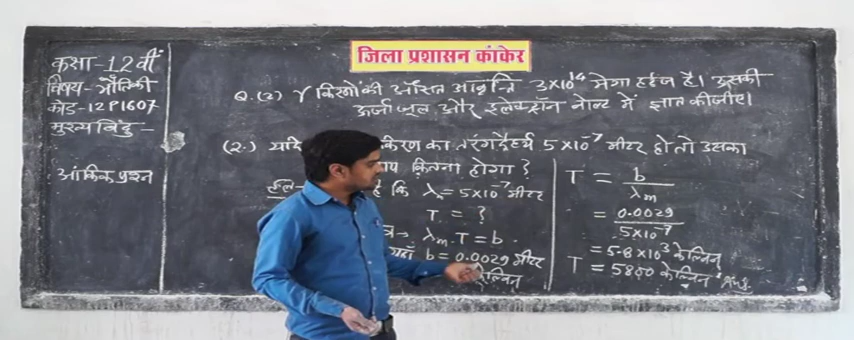 जिला प्रशासन कांकेर
कक्षा-12वीं
विषय- भौतिकी
कोड-12P1607
मुख्य बिंदु -
आंकिक प्रश्न
Q.(2) γ किरणों की औसत आवृत्ति 3×10¹⁴ मेगा हर्ट्ज है। उसकी
ऊर्जा जूल और इलेक्ट्रॉन वोल्ट में ज्ञात कीजिए।
(2.) यदि तरंगदैर्ध्य 5×10⁻⁷ मीटर हो तो उसका
कितना होगा ?
हल- है कि λₘ = 5×10⁻⁷ मीटर
T = ?
λₘ T = b
यहाँ b = 0.0029 मीटर
केल्विन
T = b/λₘ
= 0.0029/5×10⁻⁷
= 5.8×10³ केल्विन
T = 5800 केल्विन Ans.